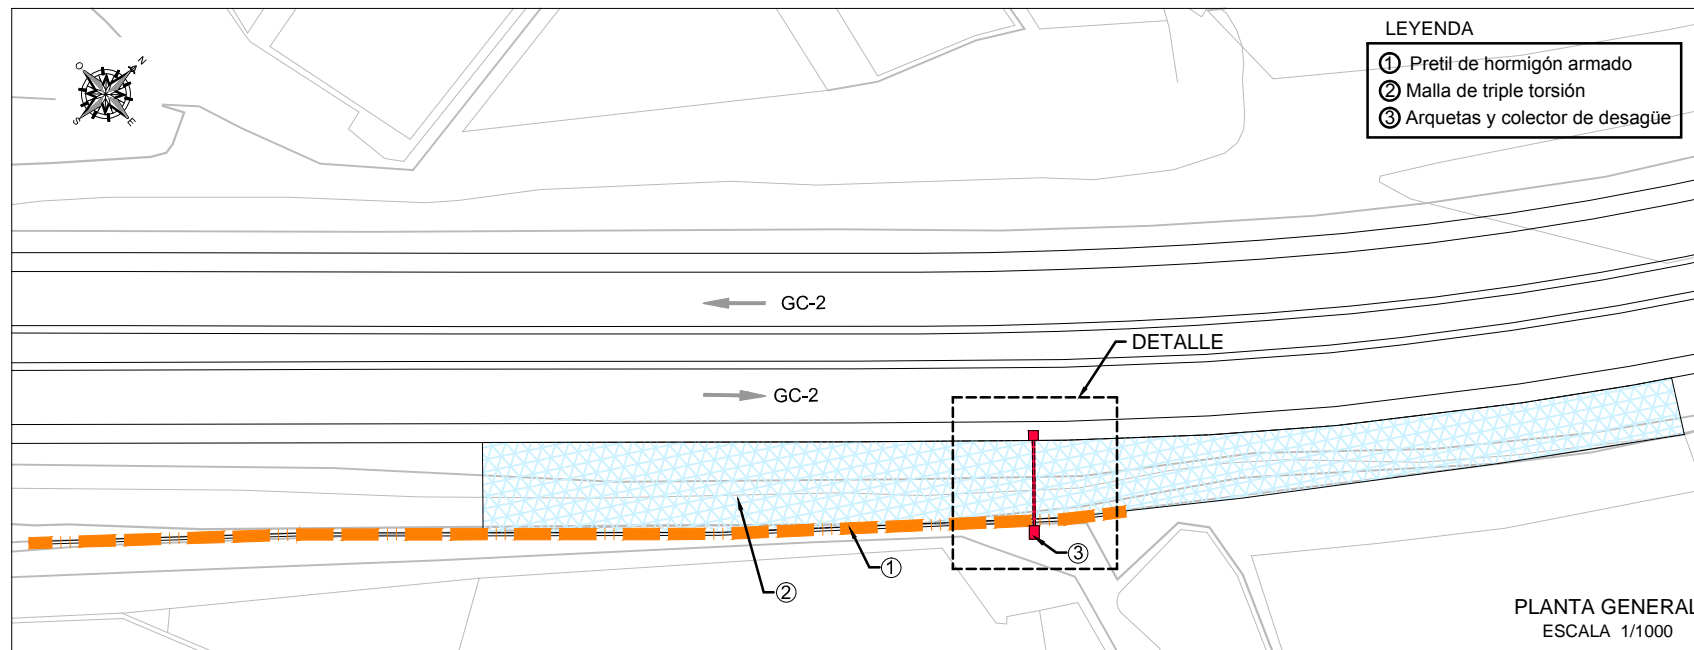 LEYENDA
① Pretil de hormigón armado
② Malla de triple torsión
③ Arquetas y colector de desagüe
O
N
S
E
GC-2
DETALLE
GC-2
③
①
②
PLANTA GENERAL
ESCALA 1/1000